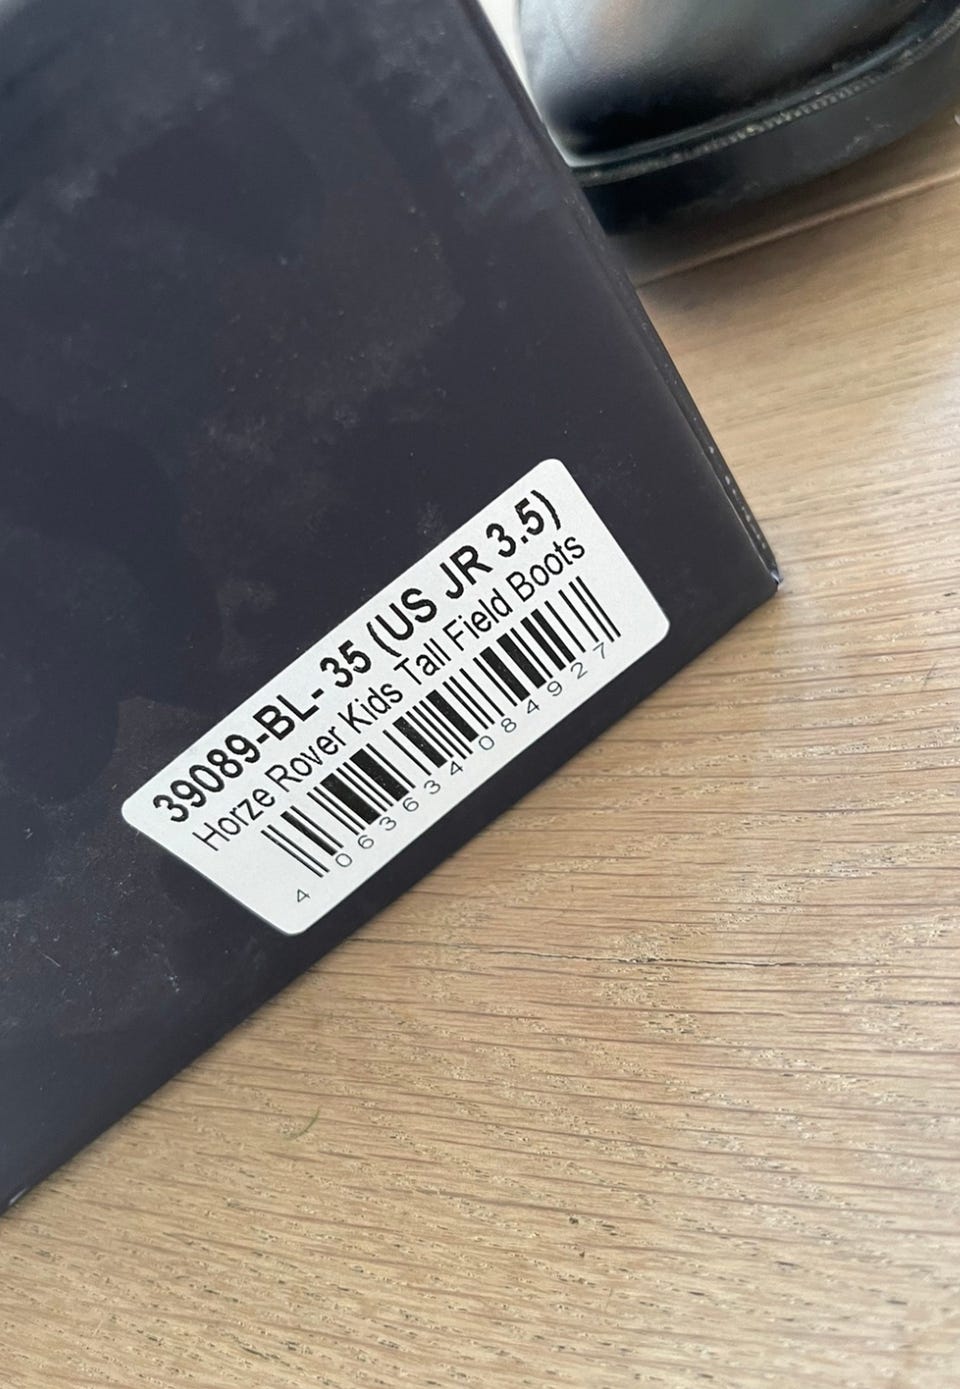 39089-BL- 35 (US JR 3.5)
Horze Rover Kids Tall Field Boots
4 063634 084927